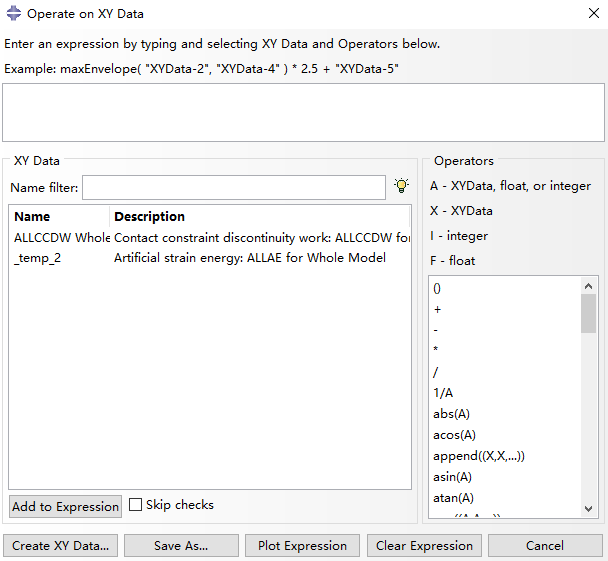 Operate on XY Data
Enter an expression by typing and selecting XY Data and Operators below.
Example: maxEnvelope( "XYData-2", "XYData-4" ) * 2.5 + "XYData-5"
XY Data
Name filter:
Name Description
ALLCCDW Whole Contact constraint discontinuity work: ALLCCDW for
_temp_2 Artificial strain energy: ALLAE for Whole Model
Add to Expression
Skip checks
Operators
A - XYData, float, or integer
X - XYData
I - integer
F - float
()
+
-
*
/
1/A
abs(A)
acos(A)
append((X,X,...))
asin(A)
atan(A)
Create XY Data...
Save As...
Plot Expression
Clear Expression
Cancel